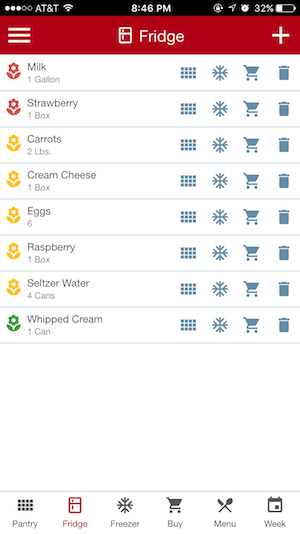 AT&T 8:46 PM 32%
Fridge
Milk
1 Gallon
Strawberry
1 Box
Carrots
2 Lbs.
Cream Cheese
1 Box
Eggs
6
Raspberry
1 Box
Seltzer Water
4 Cans
Whipped Cream
1 Can
Pantry Fridge Freezer Buy Menu Week